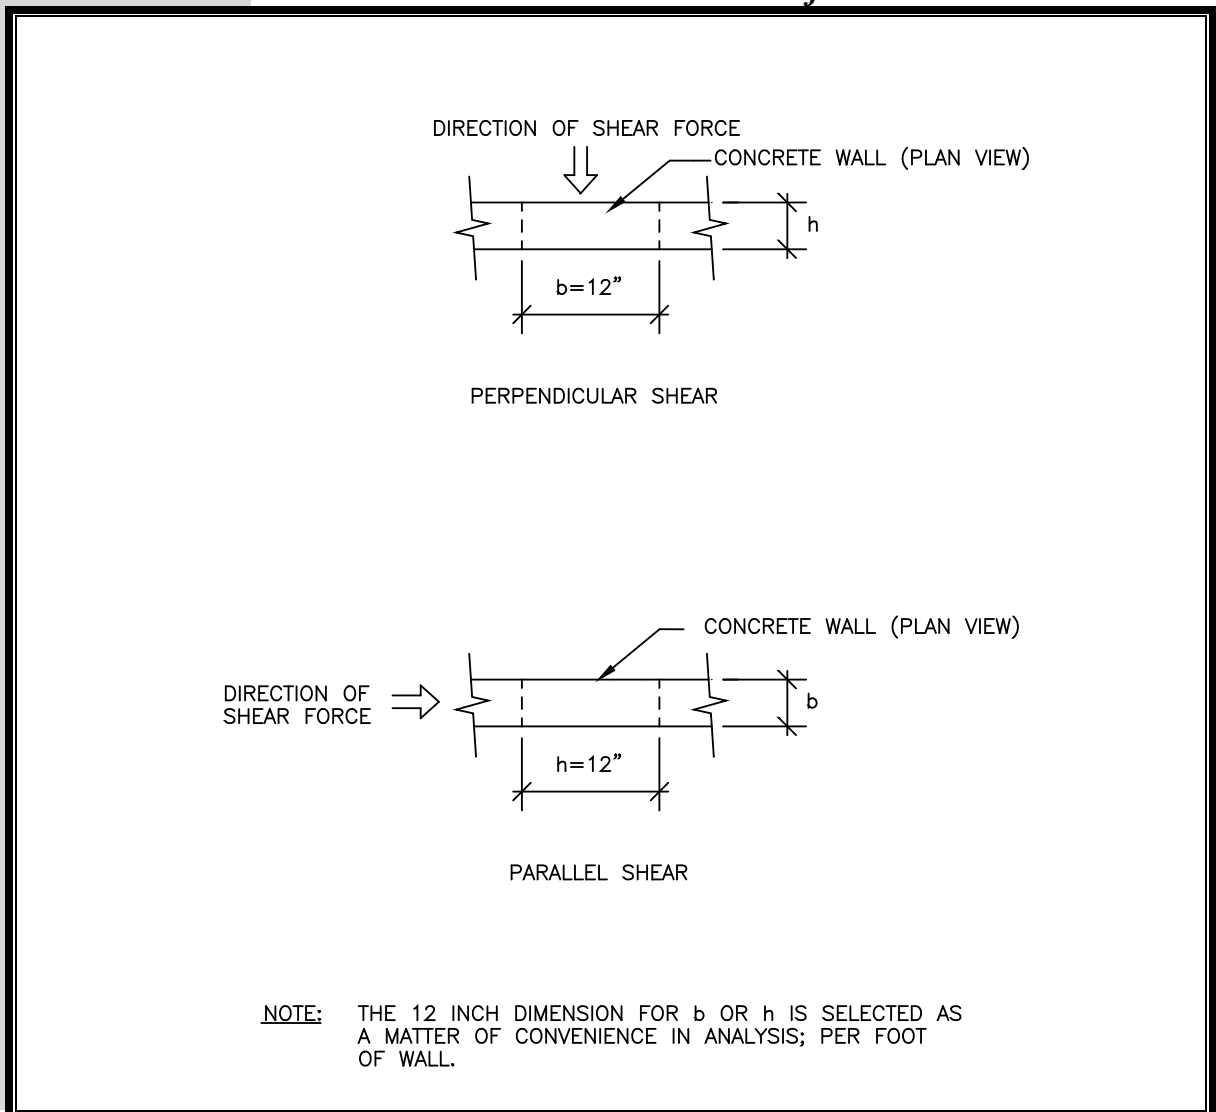 DIRECTION OF SHEAR FORCE
CONCRETE WALL (PLAN VIEW)
h
b=12"
PERPENDICULAR SHEAR
CONCRETE WALL (PLAN VIEW)
DIRECTION OF
SHEAR FORCE
b
h=12"
PARALLEL SHEAR
NOTE: THE 12 INCH DIMENSION FOR b OR h IS SELECTED AS
A MATTER OF CONVENIENCE IN ANALYSIS; PER FOOT
OF WALL.